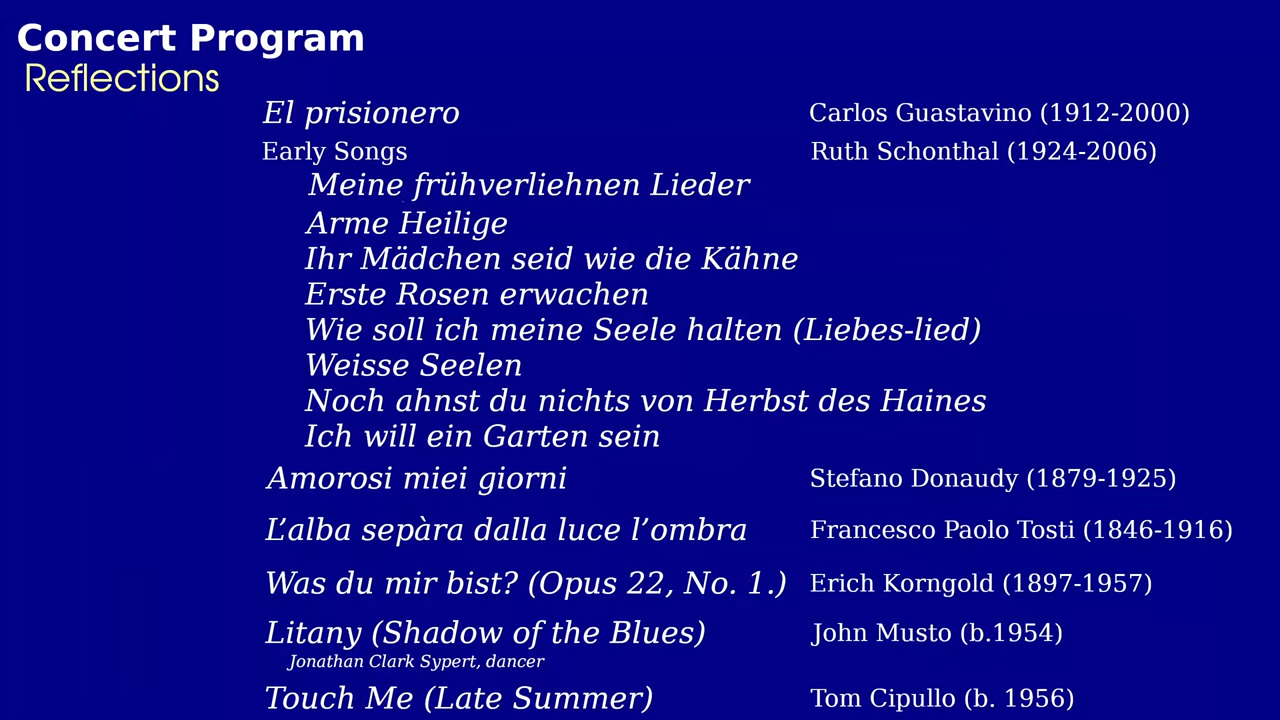 Concert Program
Reflections
El prisionero Carlos Guastavino (1912-2000)
Early Songs Ruth Schonthal (1924-2006)
Meine frühverliehnen Lieder
Arme Heilige
Ihr Mädchen seid wie die Kähne
Erste Rosen erwachen
Wie soll ich meine Seele halten (Liebes-lied)
Weisse Seelen
Noch ahnst du nichts von Herbst des Haines
Ich will ein Garten sein
Amorosi miei giorni Stefano Donaudy (1879-1925)
L’alba sepàra dalla luce l’ombra Francesco Paolo Tosti (1846-1916)
Was du mir bist? (Opus 22, No. 1.) Erich Korngold (1897-1957)
Litany (Shadow of the Blues) John Musto (b.1954)
Jonathan Clark Sypert, dancer
Touch Me (Late Summer) Tom Cipullo (b. 1956)